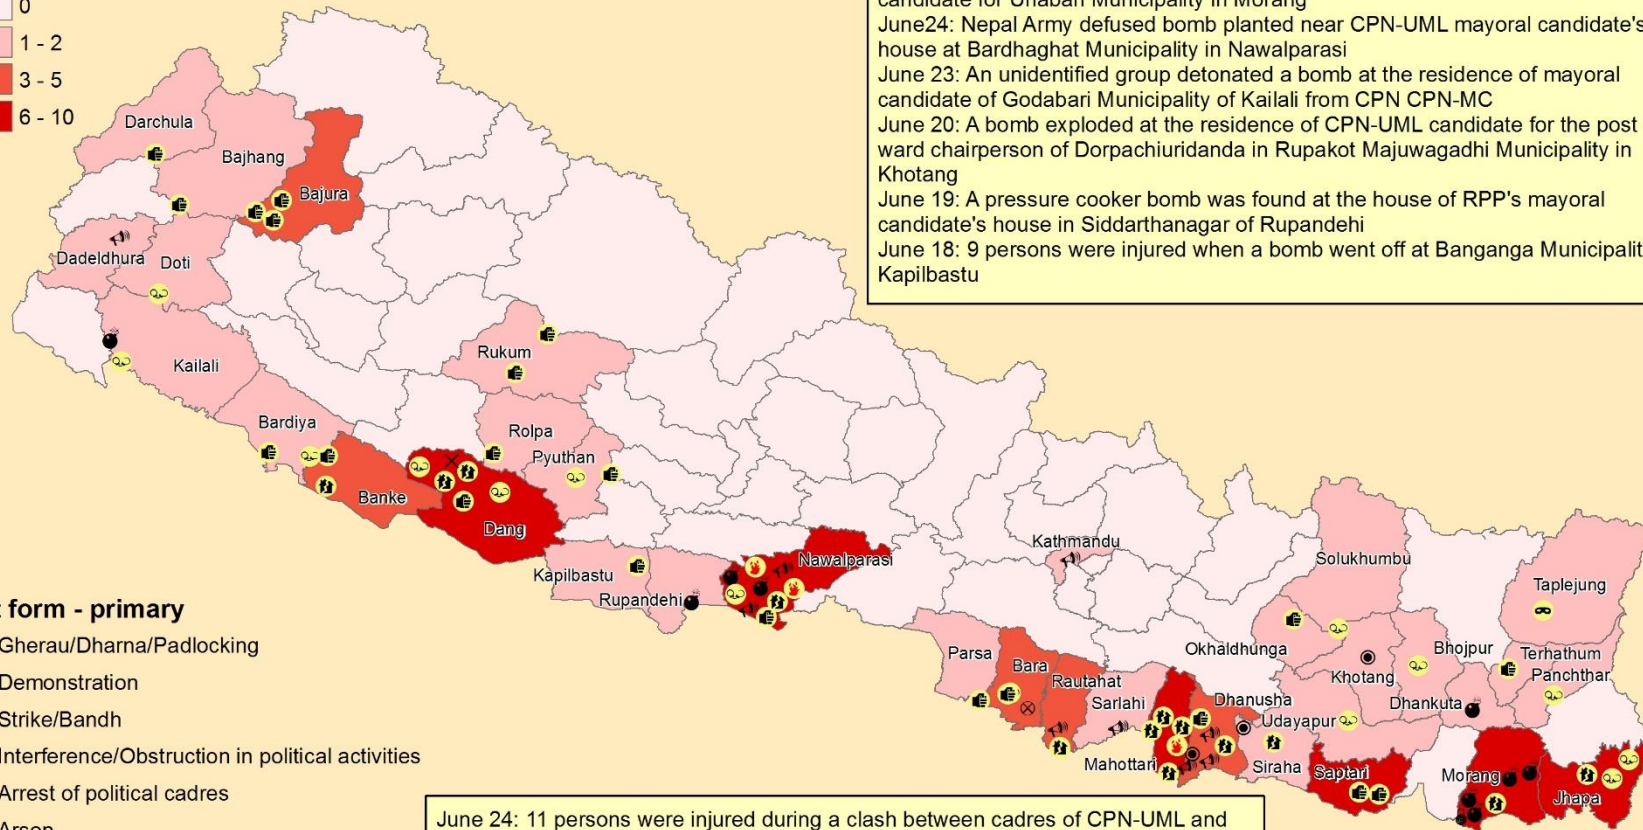 0
1 - 2
3 - 5
6 - 10
candidate for Uriabari Municipality in Morang
June24: Nepal Army defused bomb planted near CPN-UML mayoral candidate's
house at Bardhaghat Municipality in Nawalparasi
June 23: An unidentified group detonated a bomb at the residence of mayoral
candidate of Godabari Municipality of Kailali from CPN CPN-MC
June 20: A bomb exploded at the residence of CPN-UML candidate for the post
ward chairperson of Dorpachiuridanda in Rupakot Majuwagadhi Municipality in
Khotang
June 19: A pressure cooker bomb was found at the house of RPP's mayoral
candidate's house in Siddarthanagar of Rupandehi
June 18: 9 persons were injured when a bomb went off at Banganga Municipalit
Kapilbastu
Darchula
Bajhang
Bajura
Dadeldhura
Doti
Kailali
Rukum
Bardiya
Rolpa
Pyuthan
Banke
Dang
Kapilbastu
Rupandehi
Nawalparasi
Kathmandu
Solukhumbu
Taplejung
Parsa
Bara
Rautahat
Sarlahi
Mahottari
Dhanusha
Okhaldhunga
Khotang
Bhojpur
Terhathum
Panchthar
Dhankuta
Udayapur
Siraha
Saptari
Morang
Jhapa
form - primary
Gherau/Dharna/Padlocking
Demonstration
Strike/Bandh
Interference/Obstruction in political activities
Arrest of political cadres
Arson
June 24: 11 persons were injured during a clash between cadres of CPN-UML and